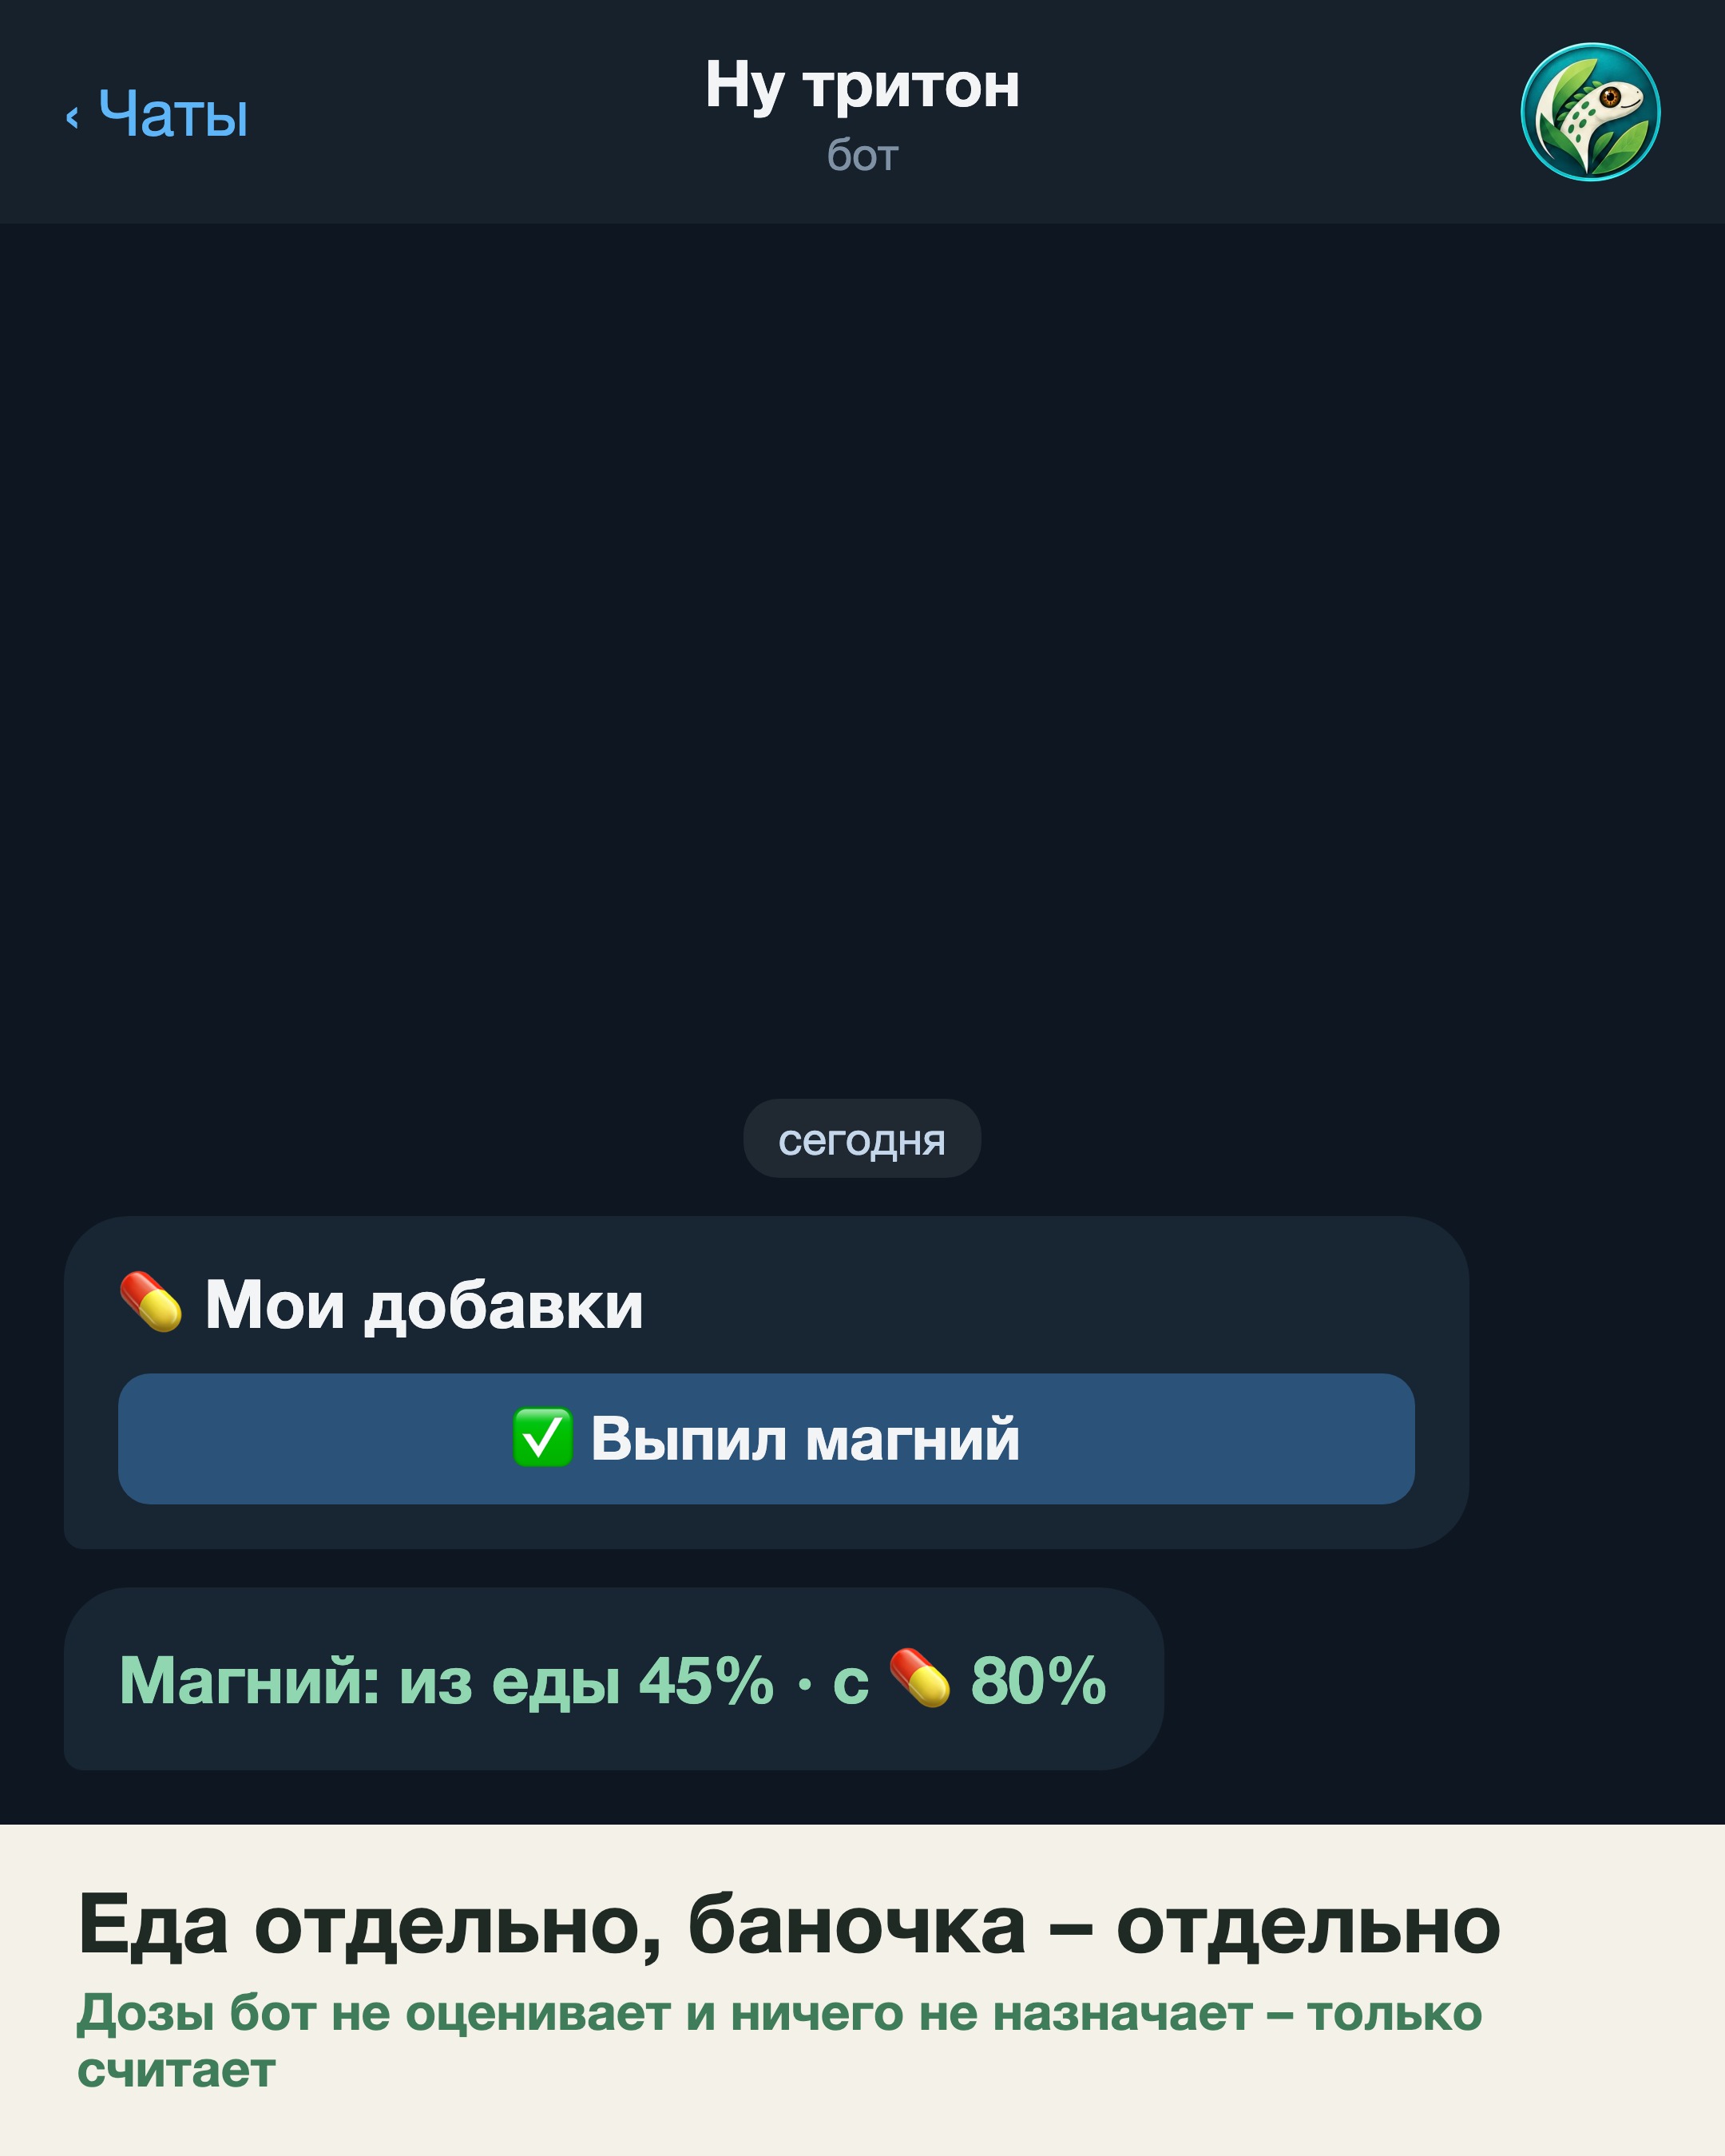 ‹ Чаты
Ну тритон
бот
сегодня
💊 Мои добавки
✅ Выпил магний
Магний: из еды 45% · с 💊 80%
Еда отдельно, баночка – отдельно
Дозы бот не оценивает и ничего не назначает – только
считает